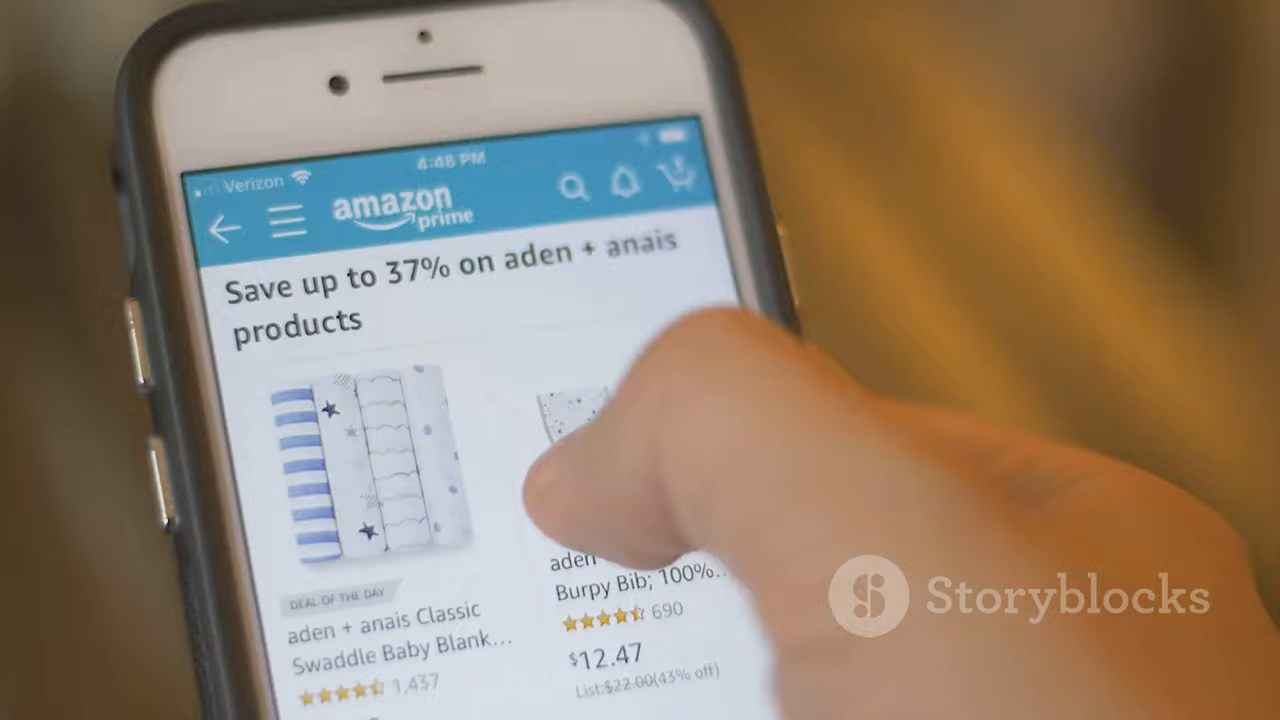 4:48 PM
Verizon
amazon
prime
Save up to 37% on aden + anais
products
DEAL OF THE DAY
aden + anais Classic
Swaddle Baby Blank...
1,437
aden
Burpy Bib; 100%...
690
$12.47
List:$22.00(43% off)
Storyblocks